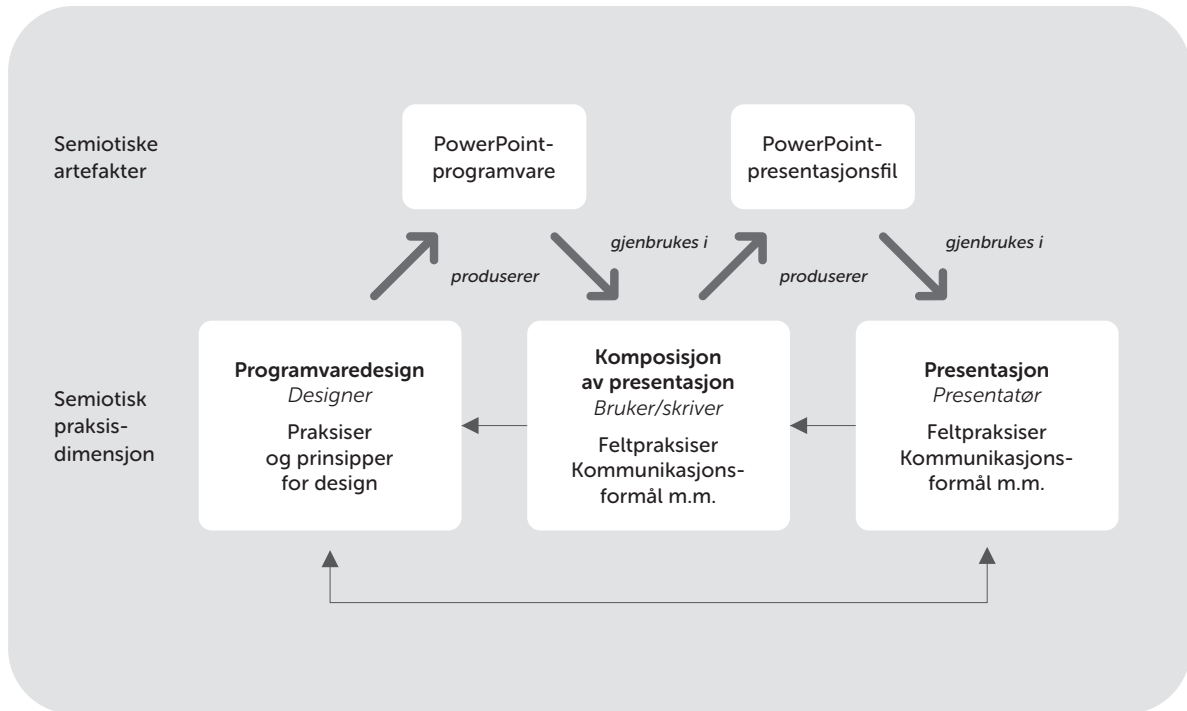 Semiotiske
artefakter
PowerPoint-
programvare
PowerPoint-
presentasjonsfil
produserer
gjenbrukes i
produserer
gjenbrukes i
Semiotisk
praksis-
dimensjon
Programvaredesign
Designer
Praksiser
og prinsipper
for design
Komposisjon
av presentasjon
Bruker/skriver
Feltpraksiser
Kommunikasjons-
formål m.m.
Presentasjon
Presentatør
Feltpraksiser
Kommunikasjons-
formål m.m.